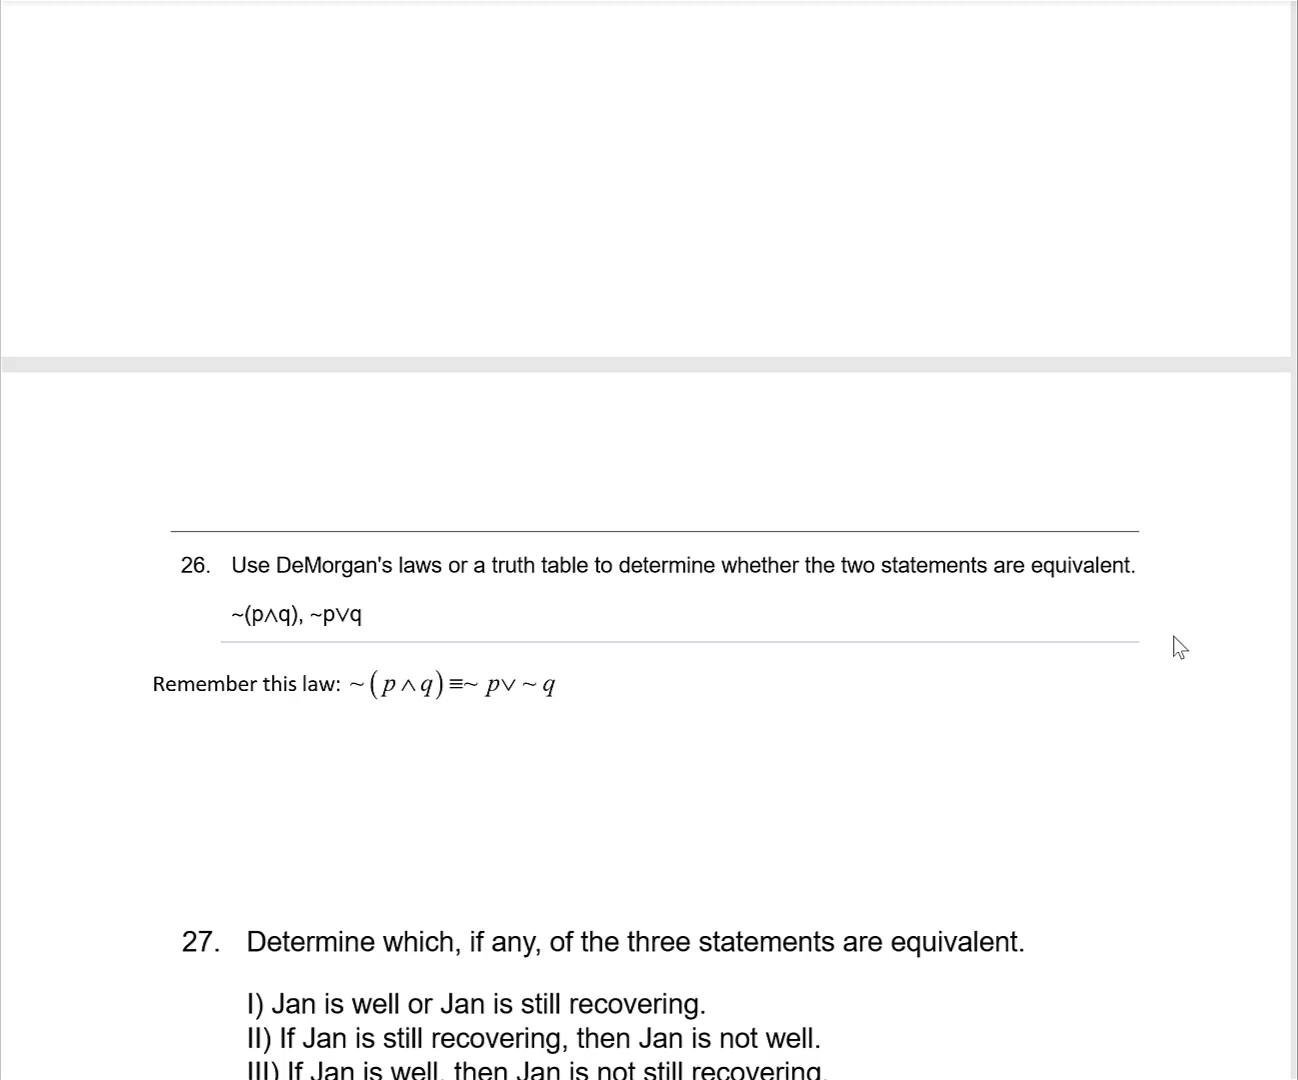 26. Use DeMorgan's laws or a truth table to determine whether the two statements are equivalent.
~(p∧q), ~p∨q
Remember this law: ~(p∧q)≡~p∨~q
27. Determine which, if any, of the three statements are equivalent.
I) Jan is well or Jan is still recovering.
II) If Jan is still recovering, then Jan is not well.
III) If Jan is well, then Jan is not still recovering.